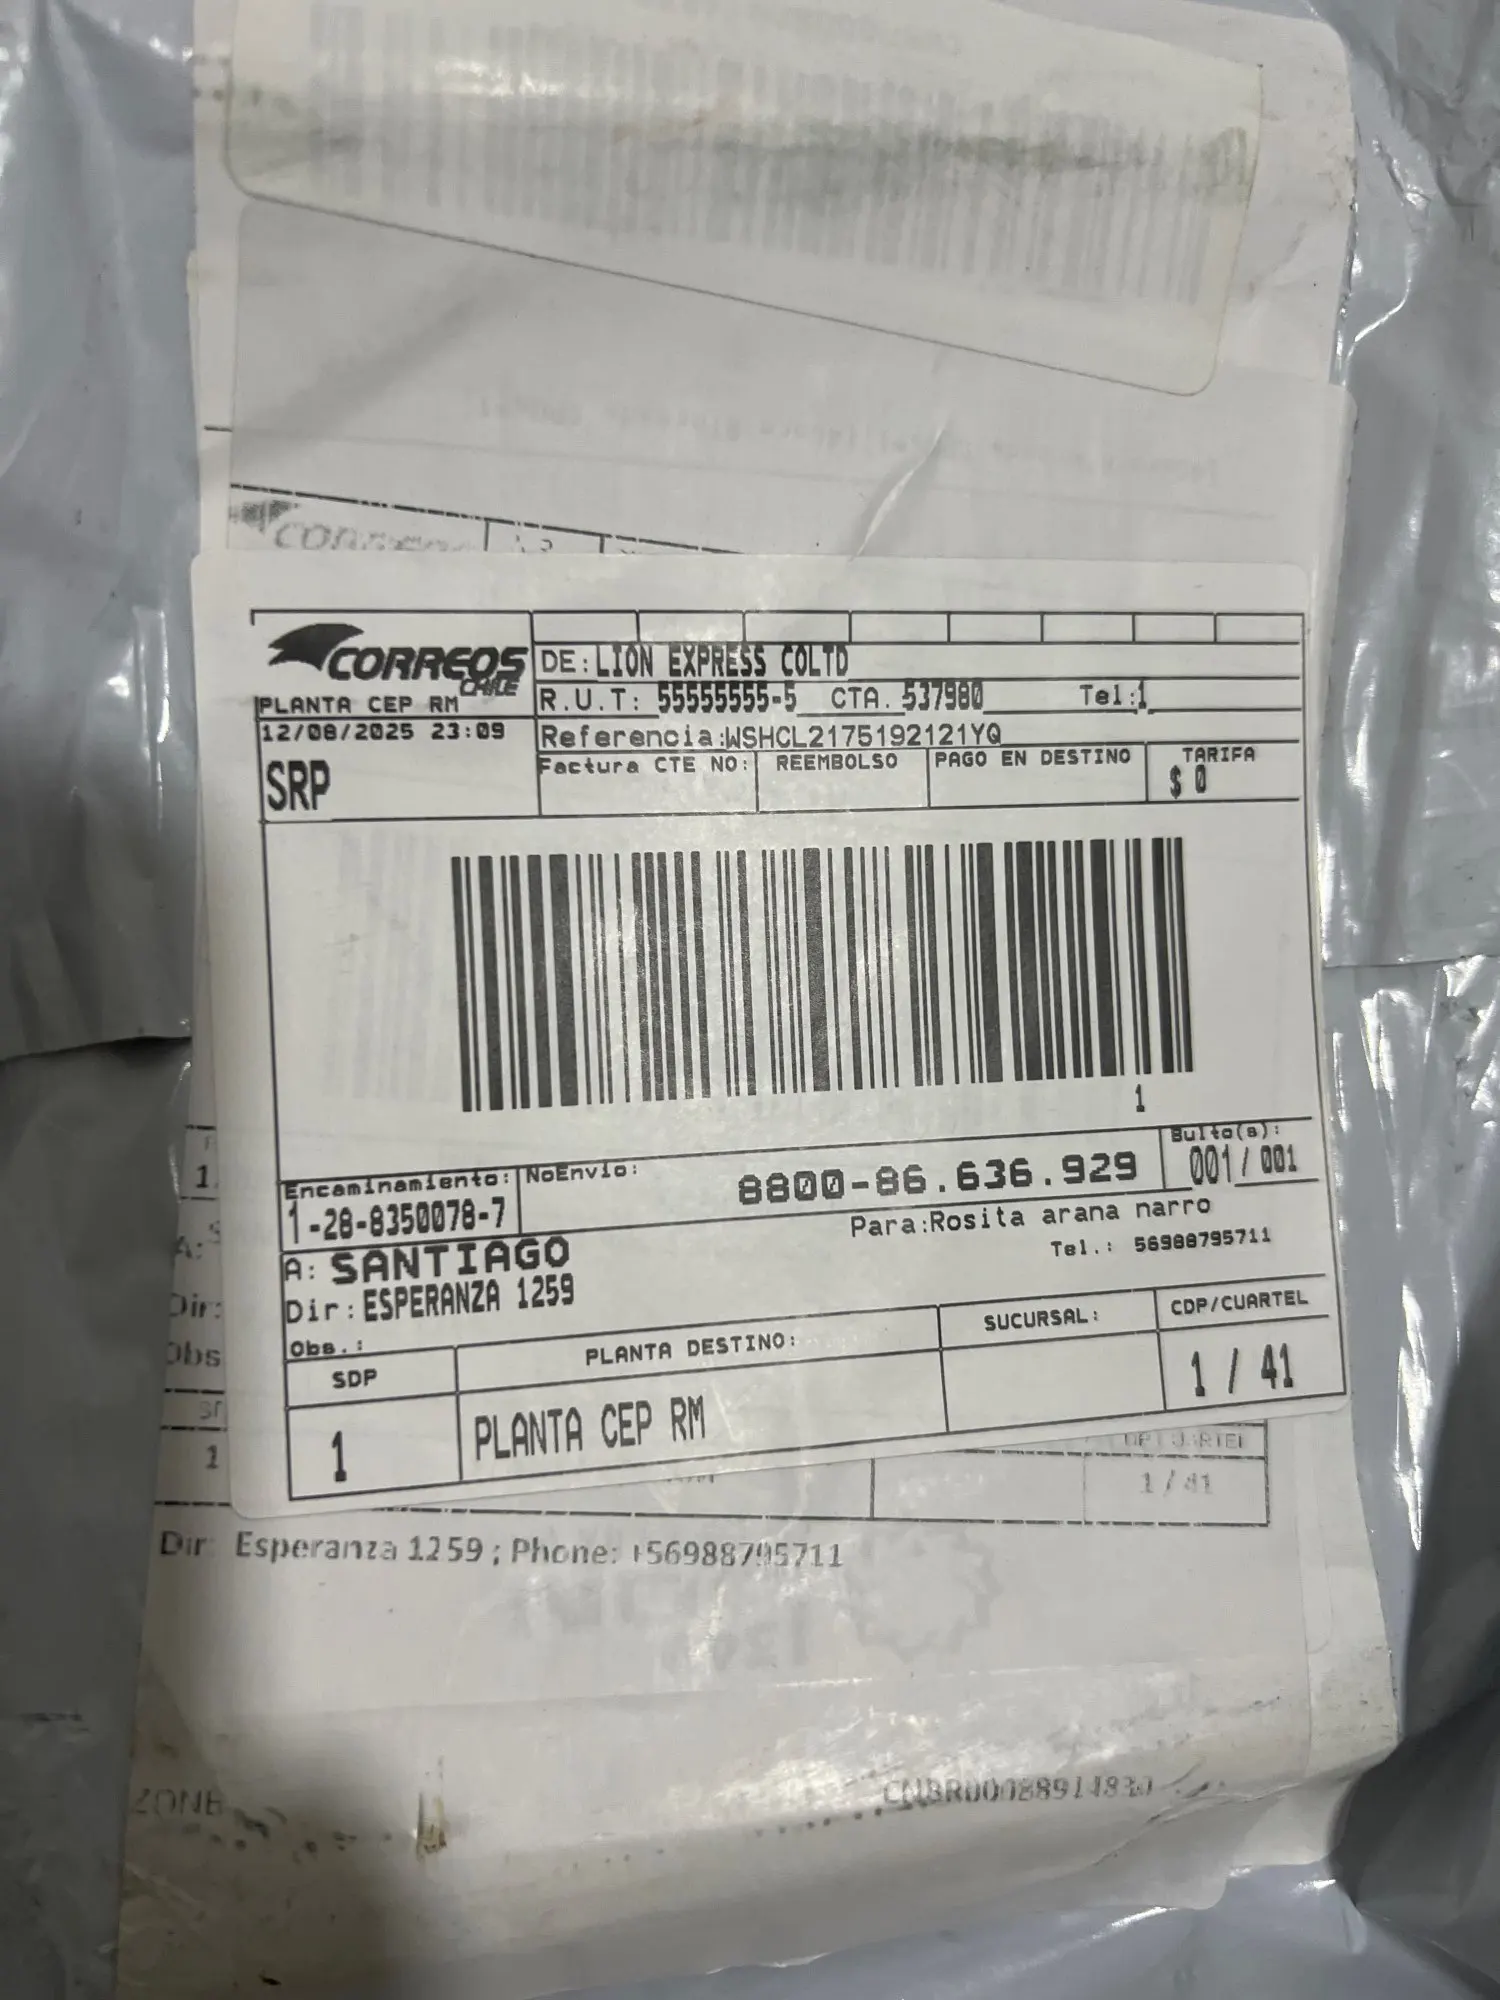 CORREOS
CHILE
PLANTA CEP RM
12/08/2025 23:09
SRP
DE:LION EXPRESS COLTD
R.U.T: 55555555-5 CTA. 537980 Tel:1
Referencia:WSHCL2175192121YQ
Factura CTE NO: REEMBOLSO PAGO EN DESTINO TARIFA
$ 0
1
Encaminamiento: NoEnvio: 8800-86.636.929 Bulto(s):
1-28-8350078-7 001/001
Para:Rosita arana narro
A: SANTIAGO Tel.: 56988795711
Dir:ESPERANZA 1259
Obs.:
SDP PLANTA DESTINO: SUCURSAL: CDP/CUARTEL
1 PLANTA CEP RM 1 / 41
1 / 41
Dir: Esperanza 1259 ; Phone: +56988795711
ZONE